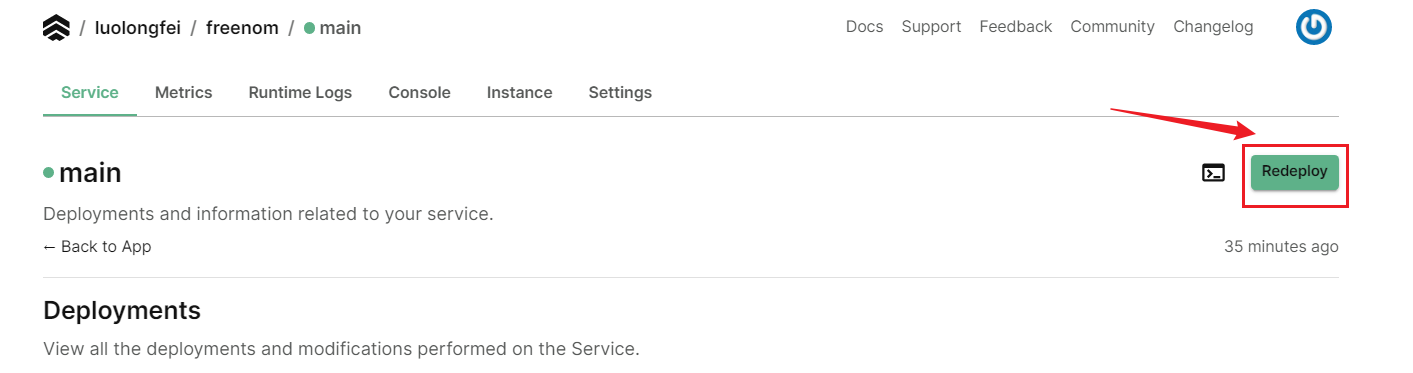 / luolongfei / freenom / main
Docs Support Feedback Community Changelog
Service Metrics Runtime Logs Console Instance Settings
main
Redeploy
Deployments and information related to your service.
← Back to App
35 minutes ago
Deployments
View all the deployments and modifications performed on the Service.